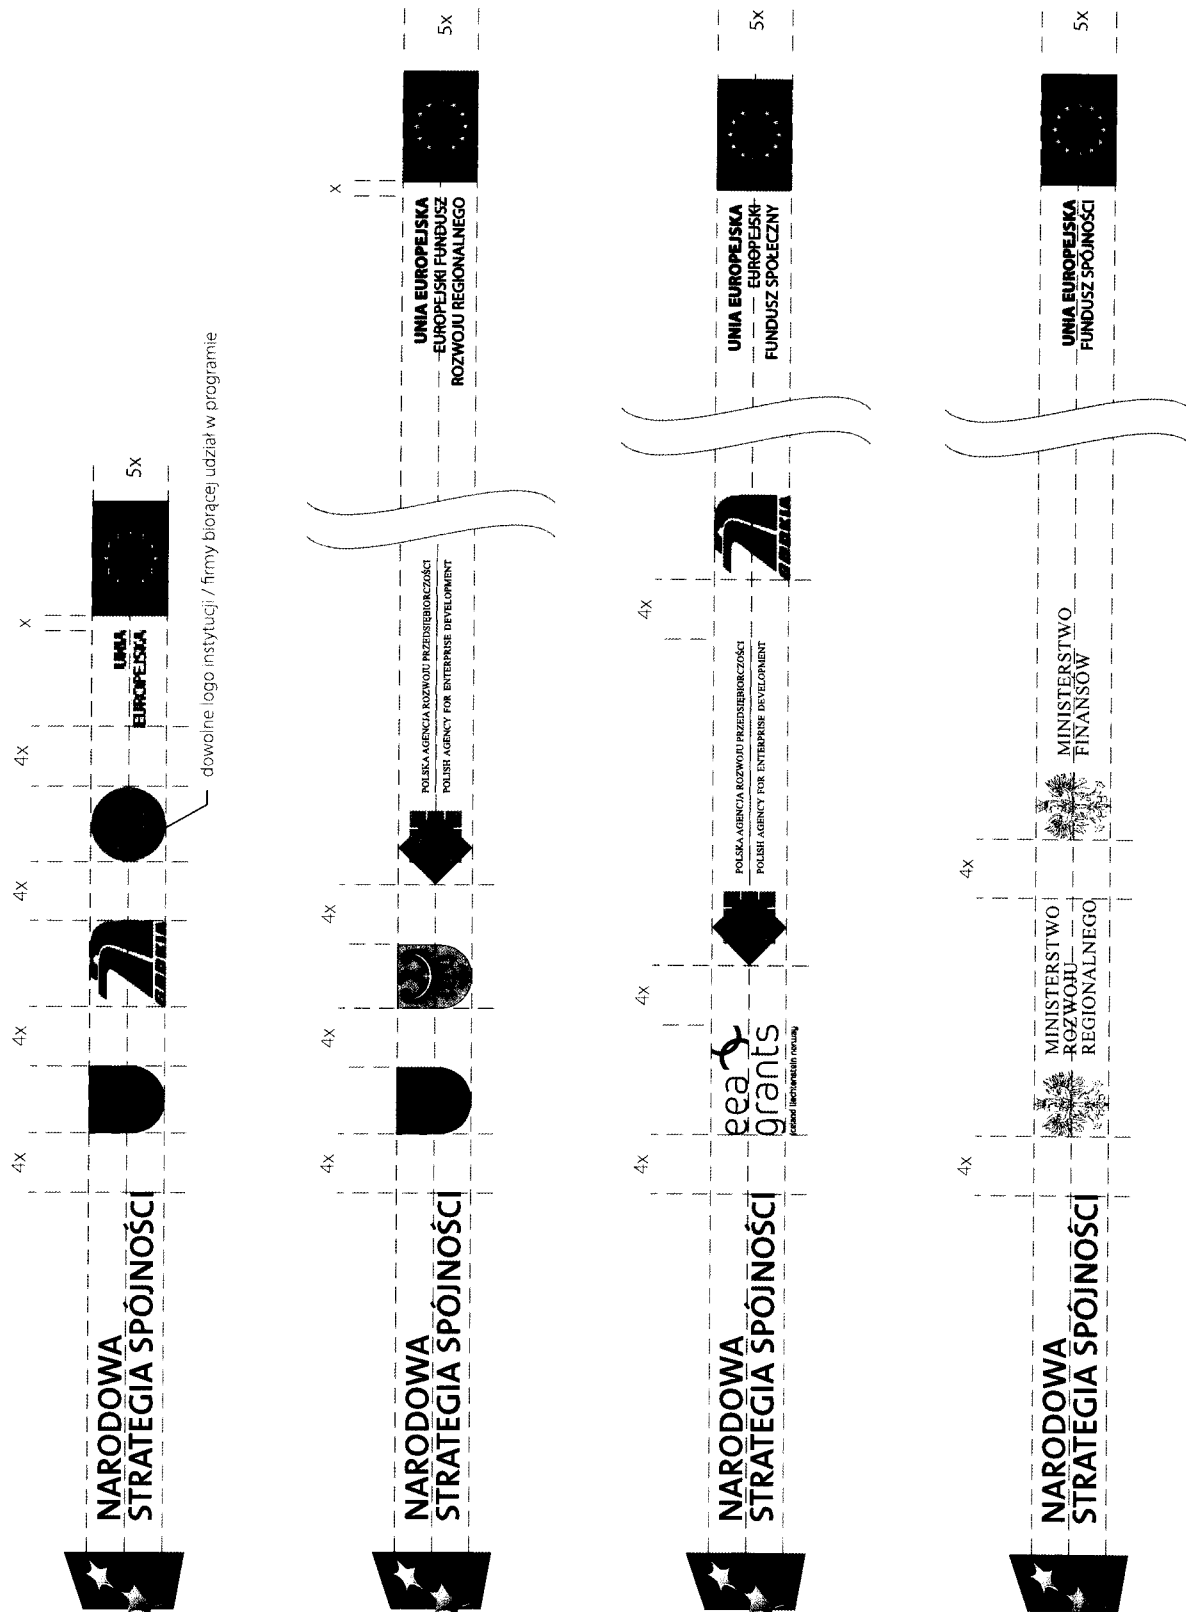 NARODOWA
STRATEGIA SPÓJNOŚCI
4x
4x
4x
4x
dowolne logo instytucji / firmy biorącej udział w programie
UNIA
EUROPEJSKA
x
5x
NARODOWA
STRATEGIA SPÓJNOŚCI
4x
4x
4x
POLSKA AGENCJA ROZWOJU PRZEDSIĘBIORCZOŚCI
POLISH AGENCY FOR ENTERPRISE DEVELOPMENT
UNIA EUROPEJSKA
EUROPEJSKI FUNDUSZ
ROZWOJU REGIONALNEGO
x
5x
NARODOWA
STRATEGIA SPÓJNOŚCI
4x
eea
grants
iceland liechtenstein norway
4x
POLSKA AGENCJA ROZWOJU PRZEDSIĘBIORCZOŚCI
POLISH AGENCY FOR ENTERPRISE DEVELOPMENT
4x
UNIA EUROPEJSKA
EUROPEJSKI
FUNDUSZ SPOŁECZNY
5x
NARODOWA
STRATEGIA SPÓJNOŚCI
4x
MINISTERSTWO
ROZWOJU
REGIONALNEGO
4x
MINISTERSTWO
FINANSÓW
UNIA EUROPEJSKA
FUNDUSZ SPÓJNOŚCI
5x